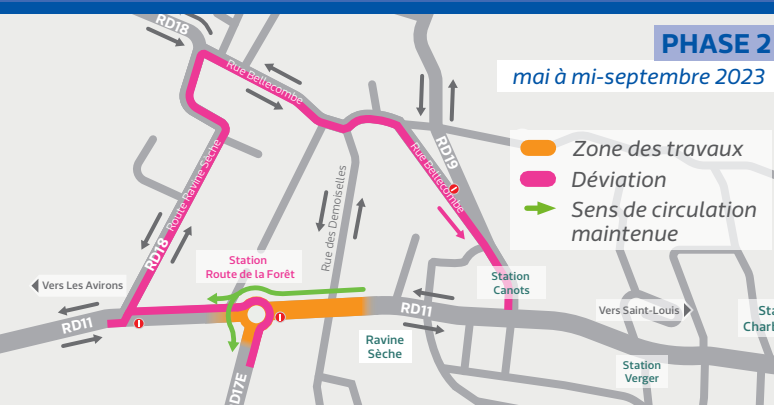 PHASE 2
mai à mi-septembre 2023
Zone des travaux
Déviation
Sens de circulation
maintenue
RD18
Rue Bellecombe
RD19
Rue Bellecombe
Route Ravine Sèche
RD18
Rue des Demoiselles
Station
Route de la Forêt
Vers Les Avirons
RD11
RD11
Station
Canots
Vers Saint-Louis
Ravine
Sèche
Station
Verger
D17E